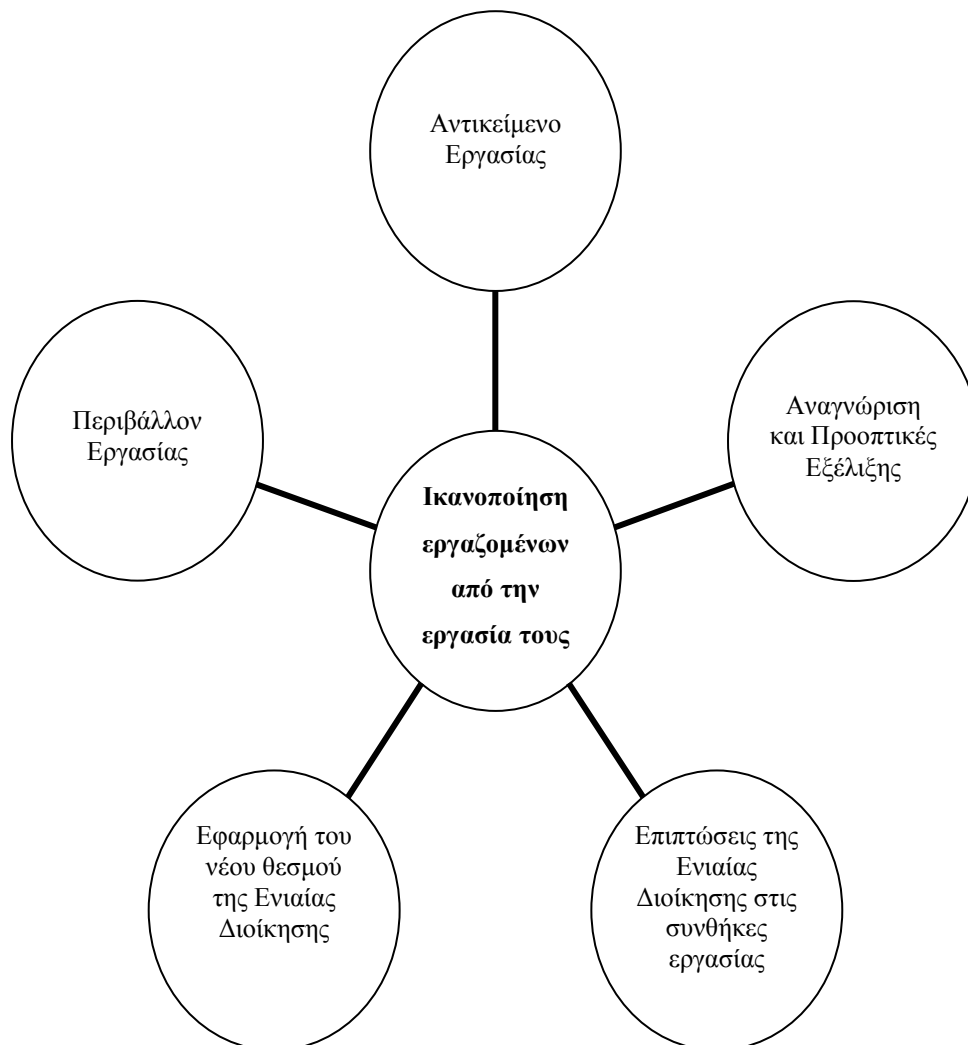 Αντικείμενο
Εργασίας
Περιβάλλον
Εργασίας
Αναγνώριση
και Προοπτικές
Εξέλιξης
Ικανοποίηση
εργαζομένων
από την
εργασία τους
Εφαρμογή του
νέου θεσμού
της Ενιαίας
Διοίκησης
Επιπτώσεις της
Ενιαίας
Διοίκησης στις
συνθήκες
εργασίας